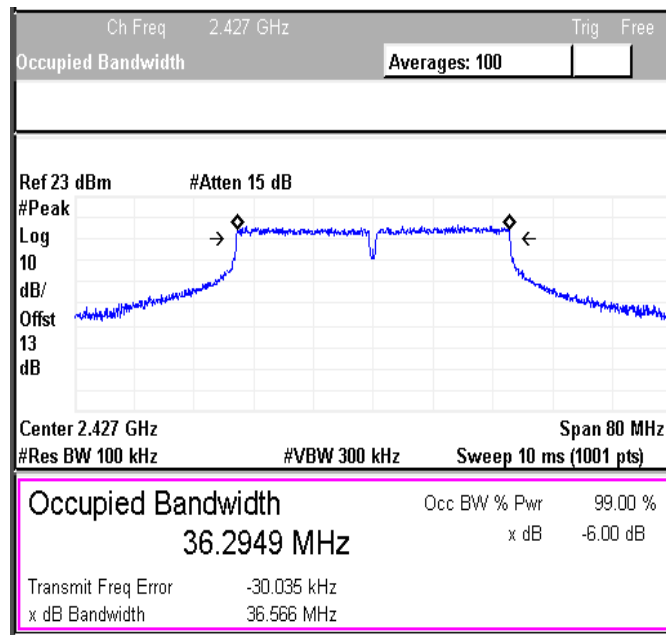 Ch Freq 2.427 GHz Trig Free
Occupied Bandwidth Averages: 100
Ref 23 dBm #Atten 15 dB
#Peak
Log
10
dB/
Offst
13
dB
Center 2.427 GHz Span 80 MHz
#Res BW 100 kHz #VBW 300 kHz Sweep 10 ms (1001 pts)
Occupied Bandwidth Occ BW % Pwr 99.00 %
36.2949 MHz x dB -6.00 dB
Transmit Freq Error -30.035 kHz
x dB Bandwidth 36.566 MHz